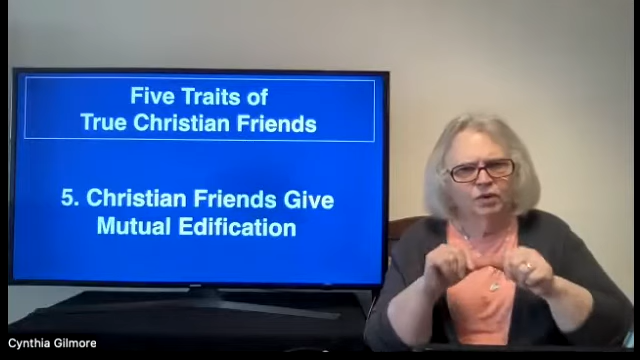 Five Traits of
True Christian Friends
5. Christian Friends Give
Mutual Edification
Cynthia Gilmore